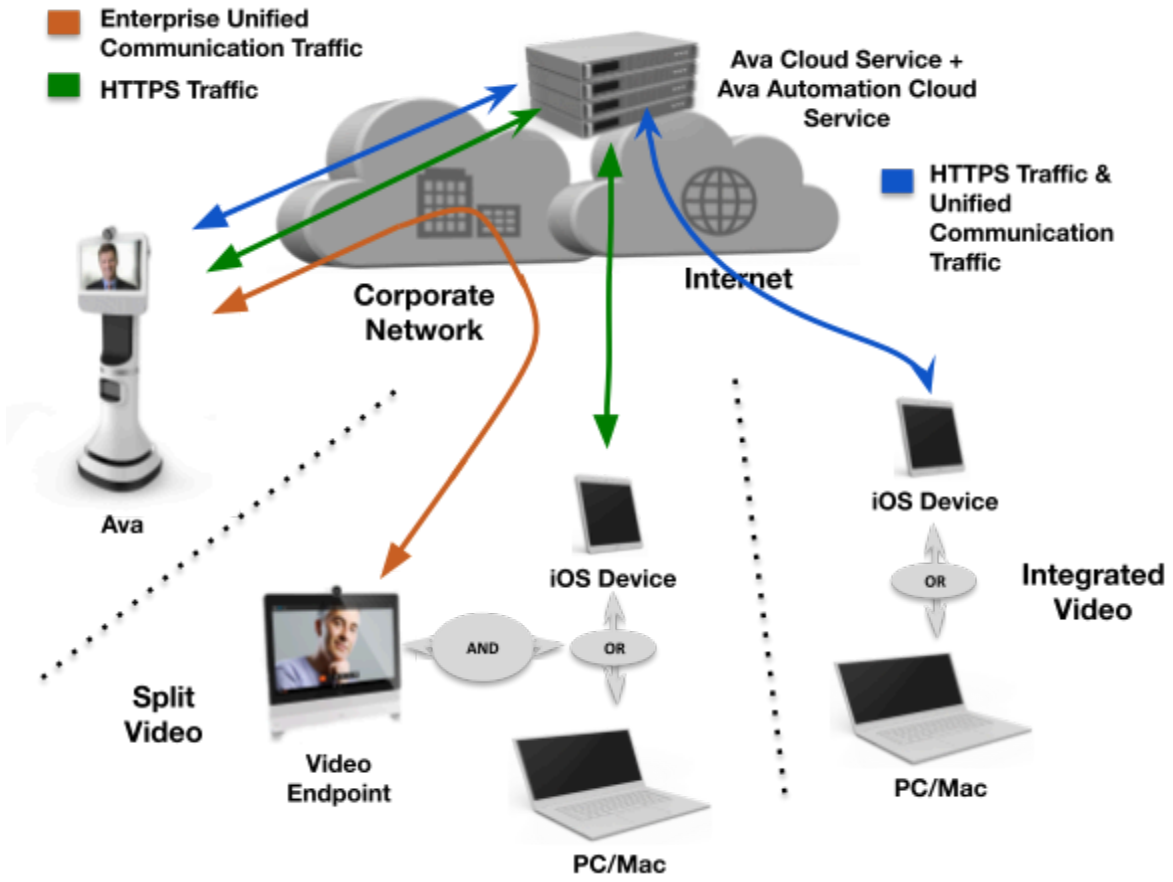 Enterprise Unified
Communication Traffic
HTTPS Traffic
Ava Cloud Service +
Ava Automation Cloud
Service
HTTPS Traffic &
Unified
Communication
Traffic
Corporate
Network
Internet
Ava
iOS Device
iOS Device
OR
Integrated
Video
AND
OR
Split
Video
Video
Endpoint
PC/Mac
PC/Mac